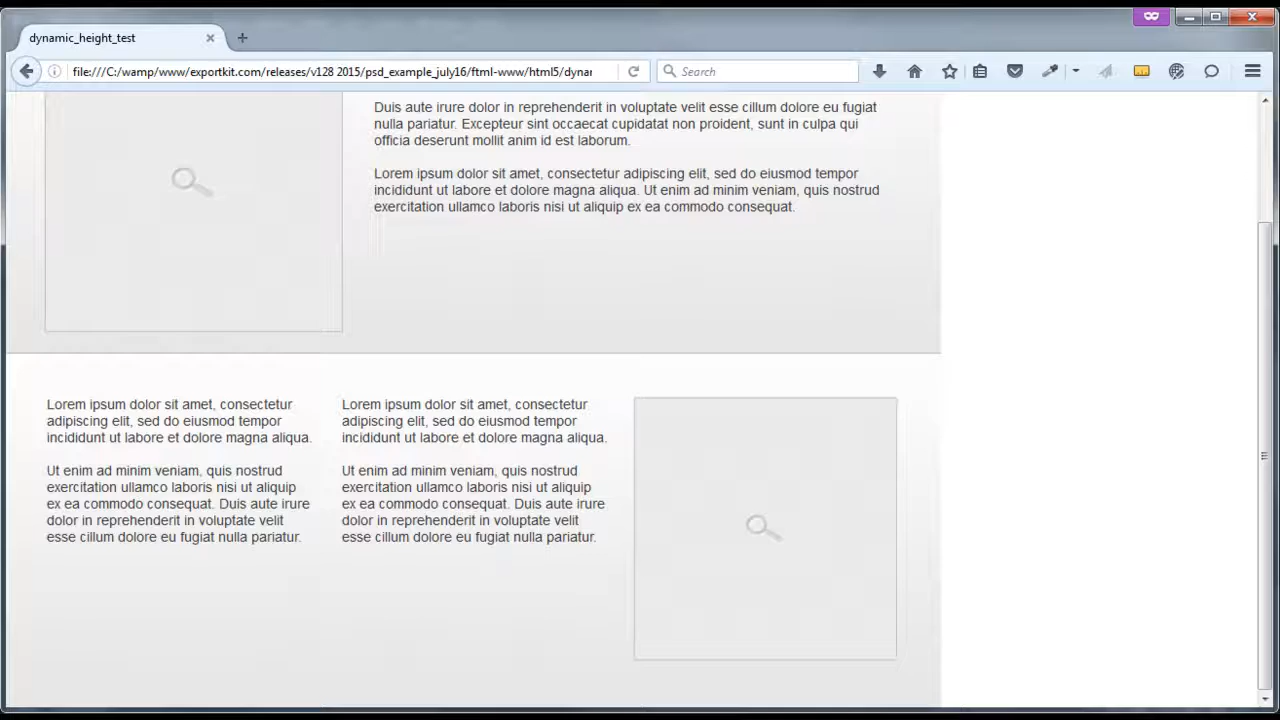 dynamic_height_test
file:///C:/wamp/www/exportkit.com/releases/v128 2015/psd_example_july16/ftml-www/html5/dynar
Search
Duis aute irure dolor in reprehenderit in voluptate velit esse cillum dolore eu fugiat
nulla pariatur. Excepteur sint occaecat cupidatat non proident, sunt in culpa qui
officia deserunt mollit anim id est laborum.
Lorem ipsum dolor sit amet, consectetur adipiscing elit, sed do eiusmod tempor
incididunt ut labore et dolore magna aliqua. Ut enim ad minim veniam, quis nostrud
exercitation ullamco laboris nisi ut aliquip ex ea commodo consequat.
Lorem ipsum dolor sit amet, consectetur
adipiscing elit, sed do eiusmod tempor
incididunt ut labore et dolore magna aliqua.
Ut enim ad minim veniam, quis nostrud
exercitation ullamco laboris nisi ut aliquip
ex ea commodo consequat. Duis aute irure
dolor in reprehenderit in voluptate velit
esse cillum dolore eu fugiat nulla pariatur.
Lorem ipsum dolor sit amet, consectetur
adipiscing elit, sed do eiusmod tempor
incididunt ut labore et dolore magna aliqua.
Ut enim ad minim veniam, quis nostrud
exercitation ullamco laboris nisi ut aliquip
ex ea commodo consequat. Duis aute irure
dolor in reprehenderit in voluptate velit
esse cillum dolore eu fugiat nulla pariatur.